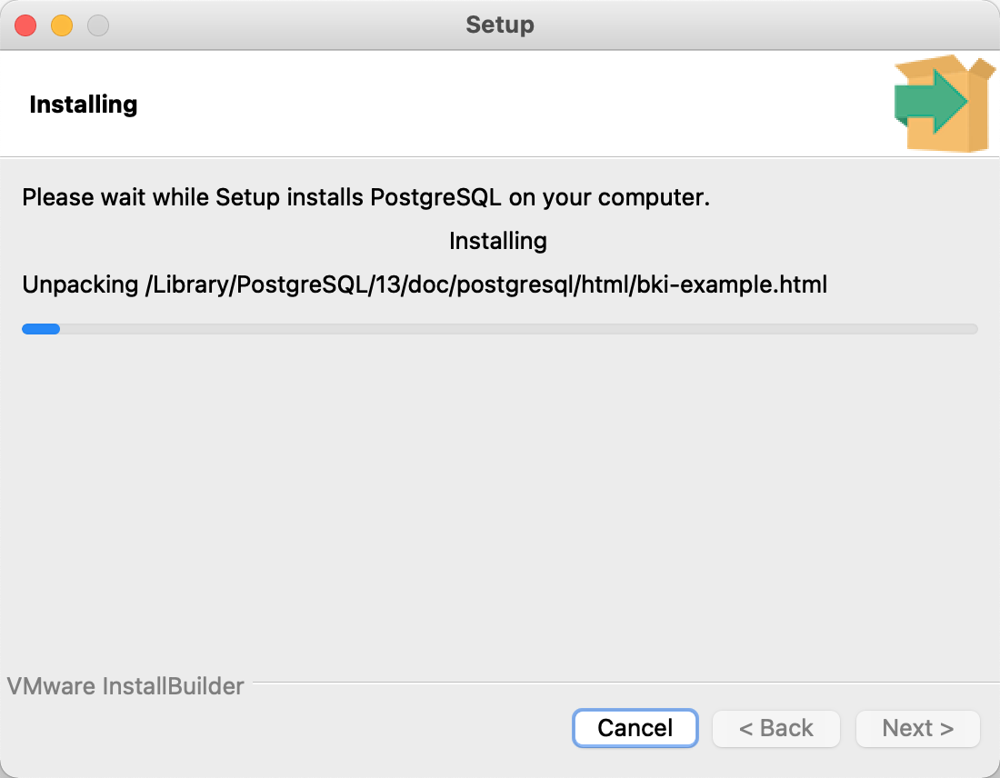 Setup
Installing
Please wait while Setup installs PostgreSQL on your computer.
Installing
Unpacking /Library/PostgreSQL/13/doc/postgresql/html/bki-example.html
VMware InstallBuilder
Cancel
< Back
Next >